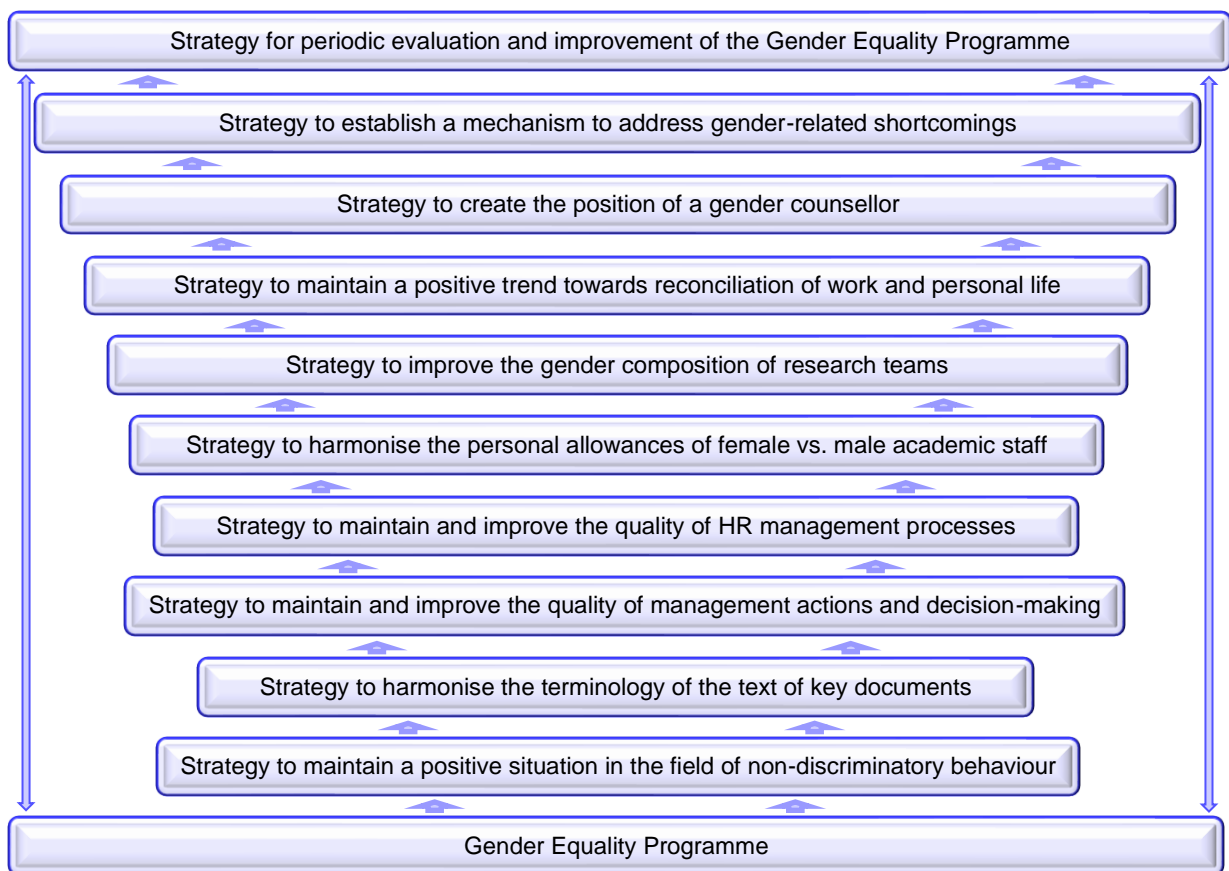 Strategy for periodic evaluation and improvement of the Gender Equality Programme
Strategy to establish a mechanism to address gender-related shortcomings
Strategy to create the position of a gender counsellor
Strategy to maintain a positive trend towards reconciliation of work and personal life
Strategy to improve the gender composition of research teams
Strategy to harmonise the personal allowances of female vs. male academic staff
Strategy to maintain and improve the quality of HR management processes
Strategy to maintain and improve the quality of management actions and decision-making
Strategy to harmonise the terminology of the text of key documents
Strategy to maintain a positive situation in the field of non-discriminatory behaviour
Gender Equality Programme